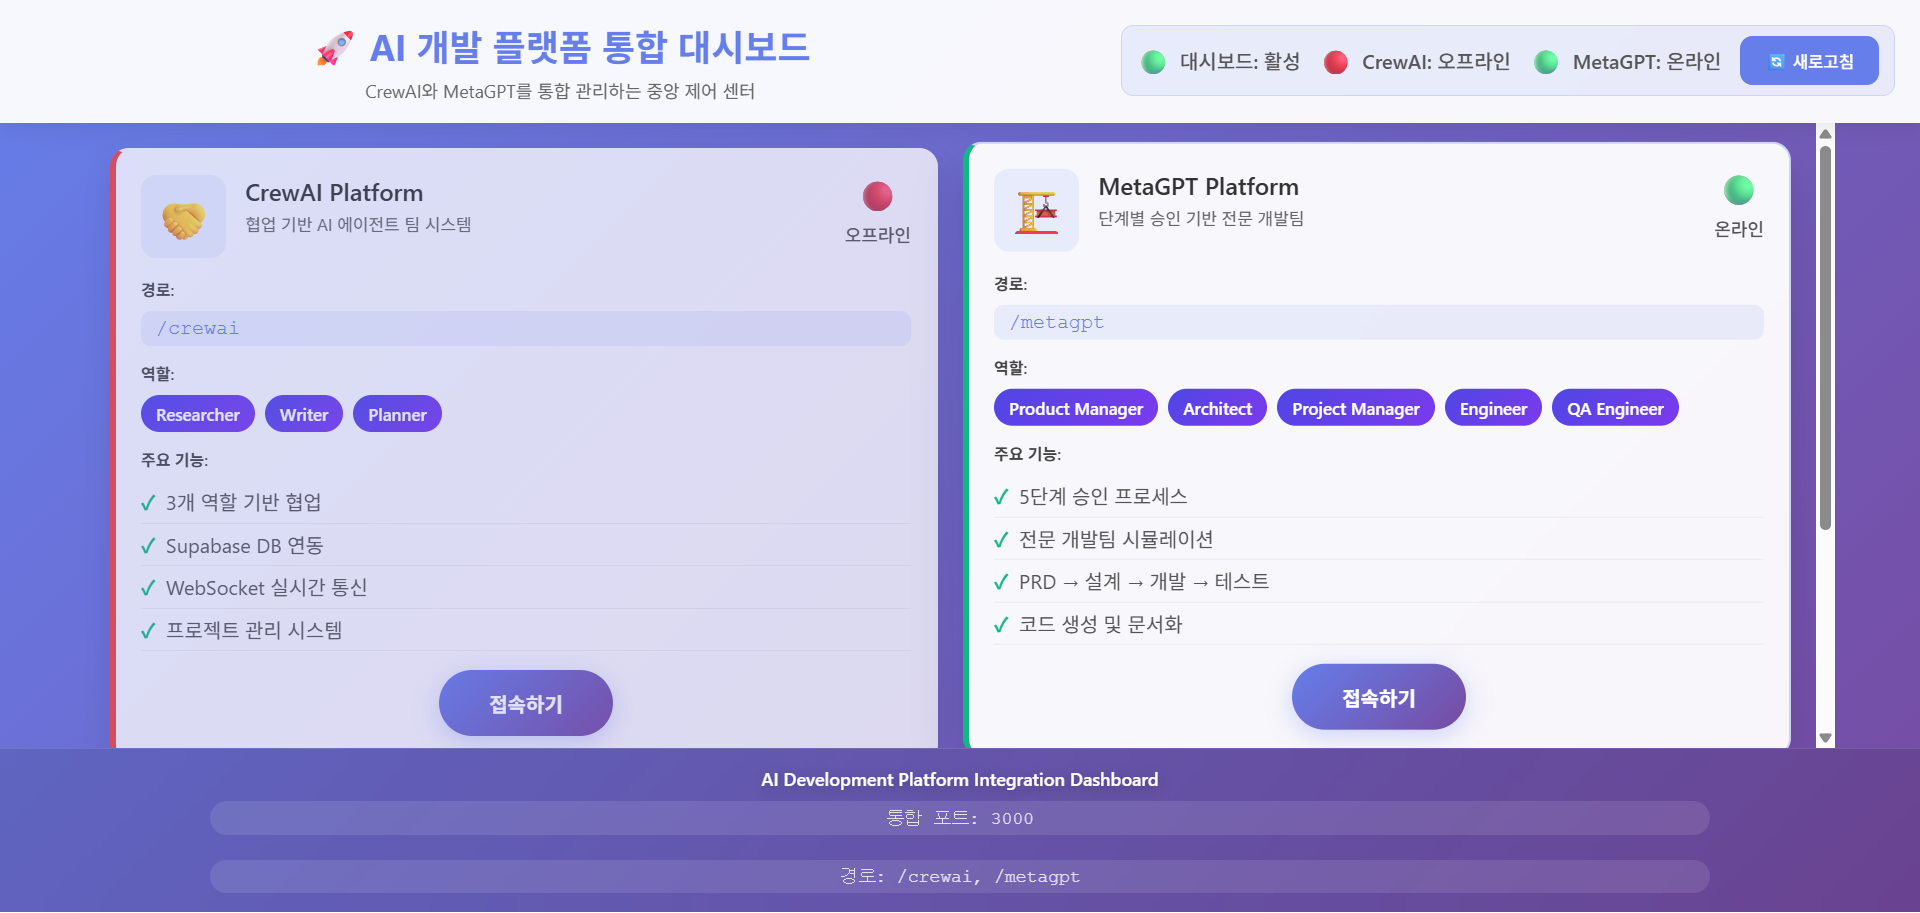 AI 개발 플랫폼 통합 대시보드
CrewAI와 MetaGPT를 통합 관리하는 중앙 제어 센터
대시보드: 활성
CrewAI: 오프라인
MetaGPT: 온라인
새로고침
CrewAI Platform
협업 기반 AI 에이전트 팀 시스템
오프라인
경로:
/crewai
역할:
Researcher
Writer
Planner
주요 기능:
✓ 3개 역할 기반 협업
✓ Supabase DB 연동
✓ WebSocket 실시간 통신
✓ 프로젝트 관리 시스템
접속하기
MetaGPT Platform
단계별 승인 기반 전문 개발팀
온라인
경로:
/metagpt
역할:
Product Manager
Architect
Project Manager
Engineer
QA Engineer
주요 기능:
✓ 5단계 승인 프로세스
✓ 전문 개발팀 시뮬레이션
✓ PRD → 설계 → 개발 → 테스트
✓ 코드 생성 및 문서화
접속하기
AI Development Platform Integration Dashboard
통합 포트: 3000
경로: /crewai, /metagpt